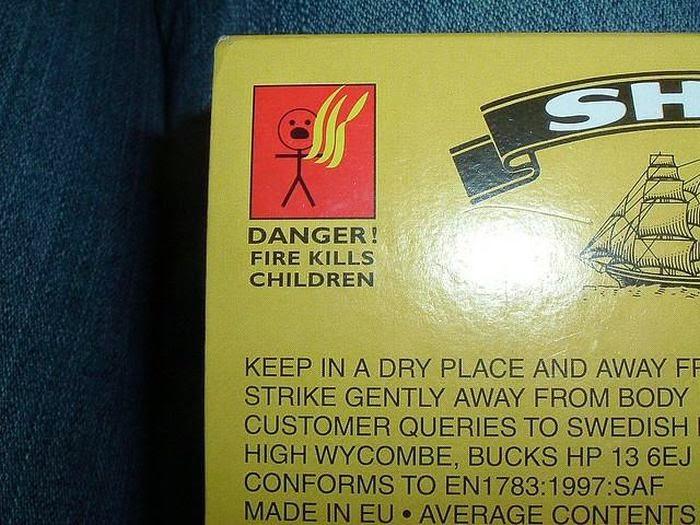 SH
DANGER!
FIRE KILLS
CHILDREN
KEEP IN A DRY PLACE AND AWAY
STRIKE GENTLY AWAY FROM BODY
CUSTOMER QUERIES TO SWEDISH
HIGH WYCOMBE, BUCKS HP 13 6EJ
CONFORMS TO EN1783:1997:SAF
MADE IN EU • AVERAGE CONTENTS